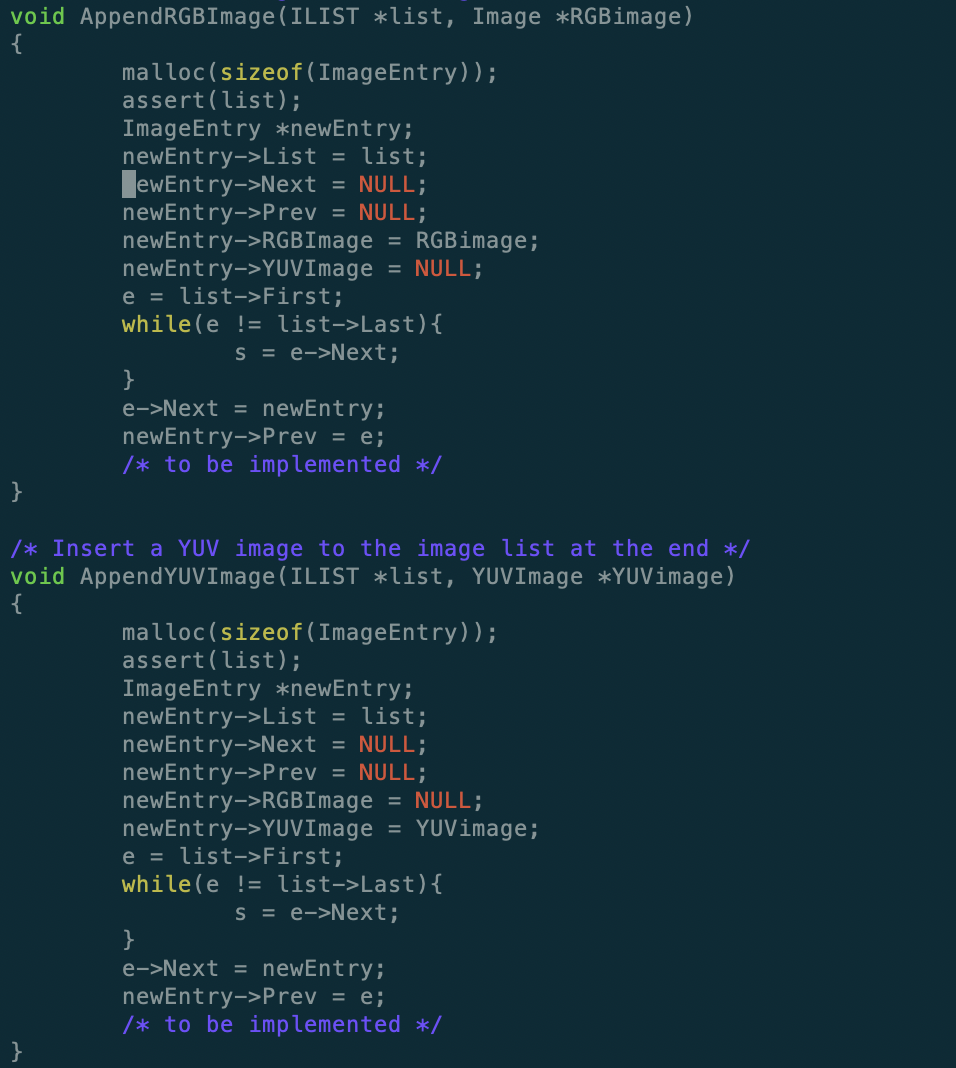 void AppendRGBImage(ILIST *list, Image *RGBimage)
{
        malloc(sizeof(ImageEntry));
        assert(list);
        ImageEntry *newEntry;
        newEntry->List = list;
        ewEntry->Next = NULL;
        newEntry->Prev = NULL;
        newEntry->RGBImage = RGBimage;
        newEntry->YUVImage = NULL;
        e = list->First;
        while(e != list->Last){
                s = e->Next;
        }
        e->Next = newEntry;
        newEntry->Prev = e;
        /* to be implemented */
}

/* Insert a YUV image to the image list at the end */
void AppendYUVImage(ILIST *list, YUVImage *YUVimage)
{
        malloc(sizeof(ImageEntry));
        assert(list);
        ImageEntry *newEntry;
        newEntry->List = list;
        newEntry->Next = NULL;
        newEntry->Prev = NULL;
        newEntry->RGBImage = NULL;
        newEntry->YUVImage = YUVimage;
        e = list->First;
        while(e != list->Last){
                s = e->Next;
        }
        e->Next = newEntry;
        newEntry->Prev = e;
        /* to be implemented */
}